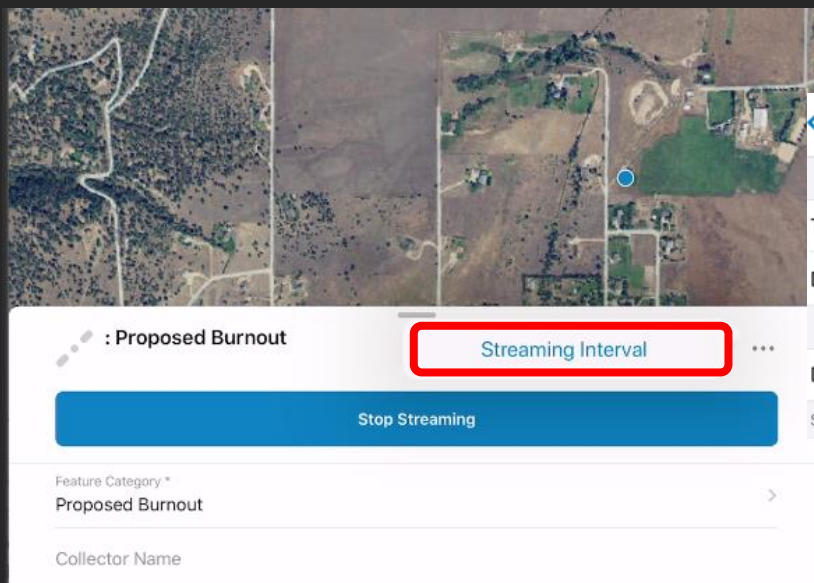 : Proposed Burnout
Streaming Interval
Stop Streaming
Feature Category *
Proposed Burnout
Collector Name